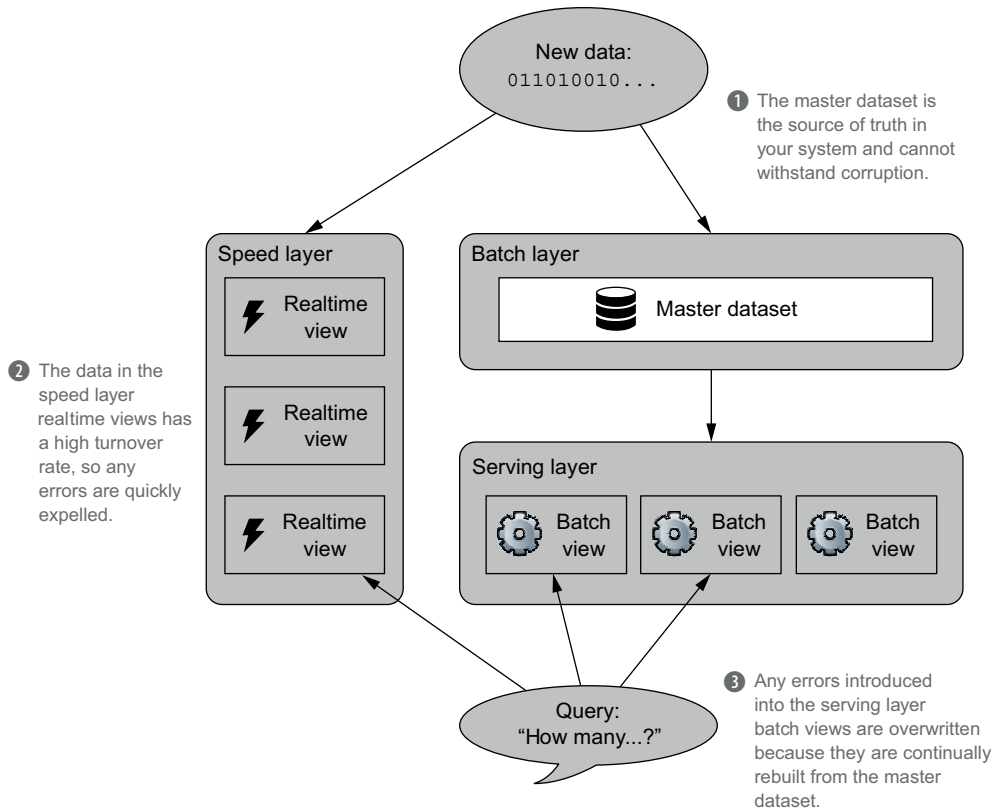 New data:
011010010...
❶ The master dataset is
the source of truth in
your system and cannot
withstand corruption.
Speed layer
Realtime
view
Realtime
view
Realtime
view
Batch layer
Master dataset
❷ The data in the
speed layer
realtime views has
a high turnover
rate, so any
errors are quickly
expelled.
Serving layer
Batch
view
Batch
view
Batch
view
Query:
“How many...?”
❸ Any errors introduced
into the serving layer
batch views are overwritten
because they are continually
rebuilt from the master
dataset.